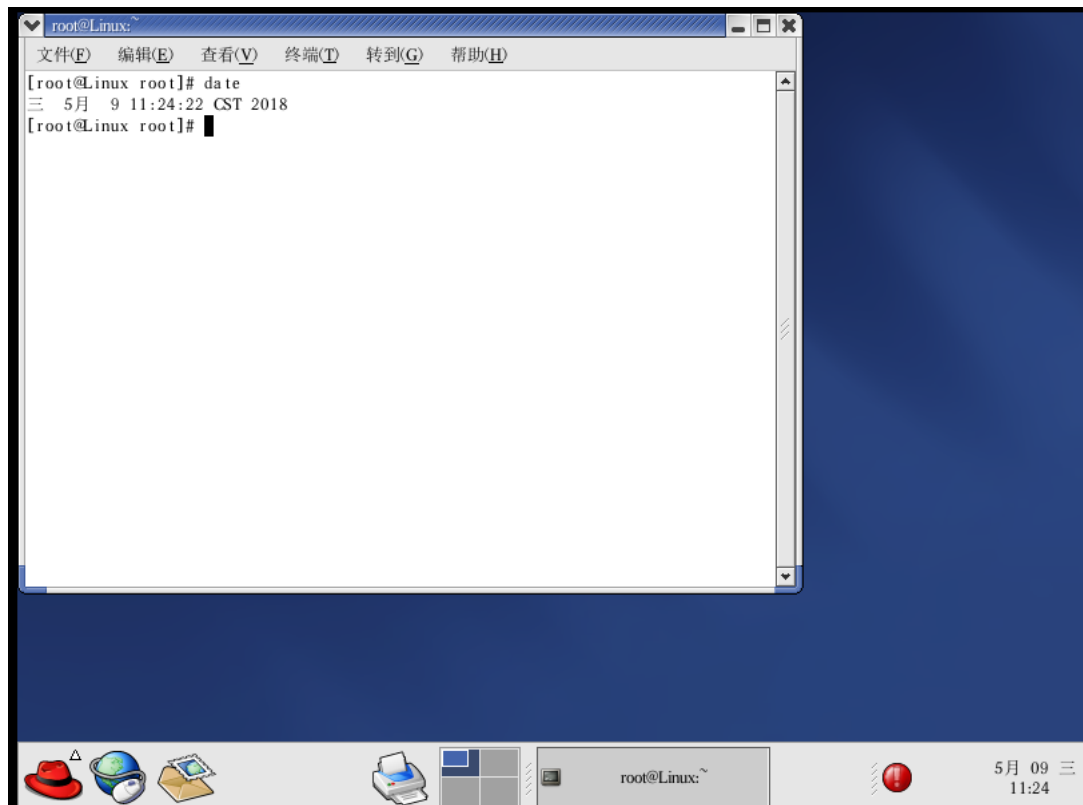 root@Linux:~
文件(F) 编辑(E) 查看(V) 终端(T) 转到(G) 帮助(H)
[root@Linux root]# date
三 5月 9 11:24:22 CST 2018
[root@Linux root]#
root@Linux:~
5月 09 三
11:24